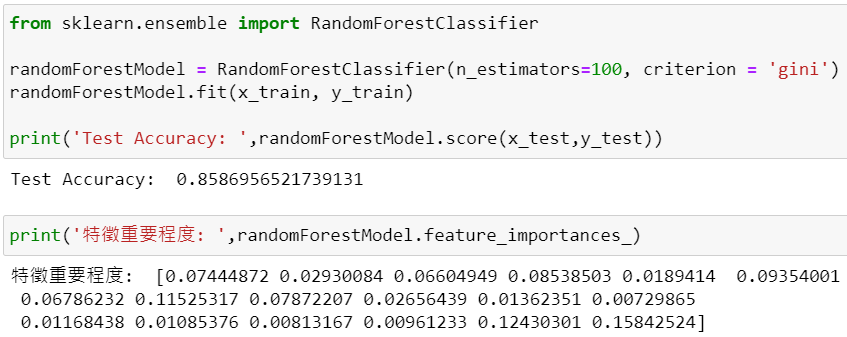 from sklearn.ensemble import RandomForestClassifier
randomForestModel = RandomForestClassifier(n_estimators=100, criterion = 'gini')
randomForestModel.fit(x_train, y_train)
print('Test Accuracy: ',randomForestModel.score(x_test,y_test))
Test Accuracy:  0.8586956521739131
print('特徵重要程度: ',randomForestModel.feature_importances_)
特徵重要程度:  [0.07444872 0.02930084 0.06604949 0.08538503 0.0189414  0.09354001
0.06786232 0.11525317 0.07872207 0.02656439 0.01362351 0.00729865
0.01168438 0.01085376 0.00813167 0.00961233 0.12430301 0.15842524]